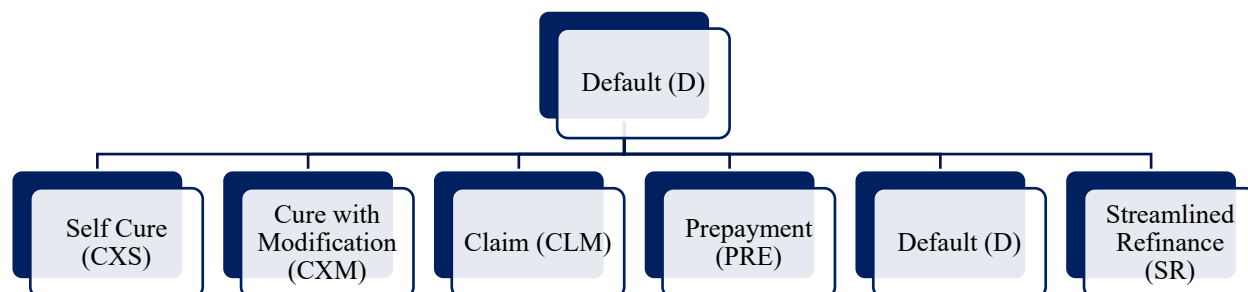 Default (D)
Self Cure
(CXS)
Cure with
Modification
(CXM)
Claim (CLM)
Prepayment
(PRE)
Default (D)
Streamlined
Refinance
(SR)